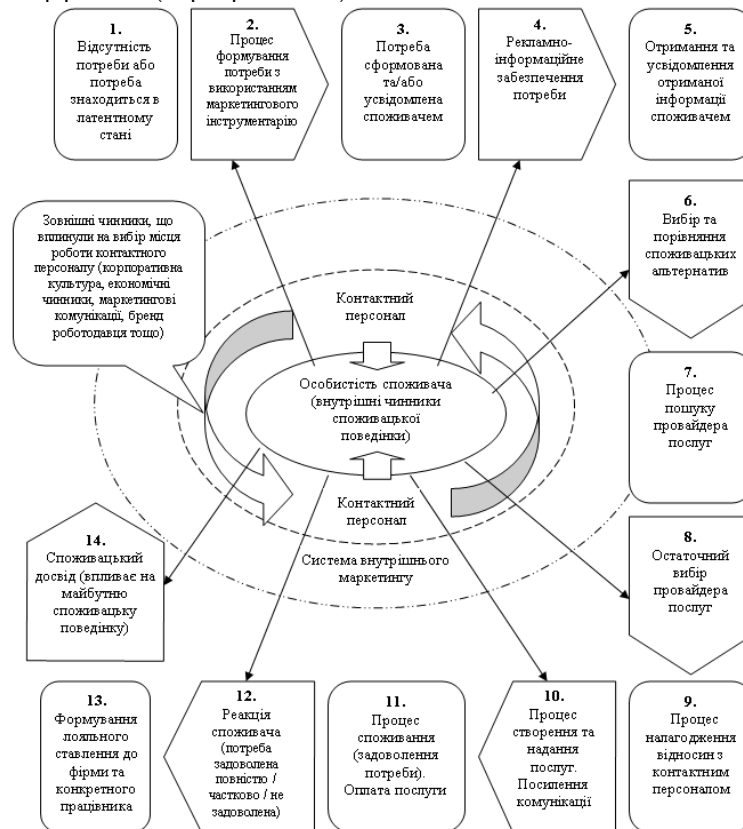 1.
Відсутність
потреби або
потреба
знаходиться в
латентному
стані
2.
Процес
формування
потреби з
використанням
маркетингового
інструментарію
3.
Потреба
сформована
та/або
усвідомлена
споживачем
4.
Рекламно-
інформаційне
забезпечення
потреби
5.
Отримання та
усвідомлення
отриманої
інформації
споживачем
6.
Вибір та
порівняння
споживацьких
альтернатив
Зовнішні чинники, що
вплинули на вибір місця
роботи контактного
персоналу (корпоративна
культура, економічні
чинники, маркетингові
комунікації, бренд
роботодавця тощо)
Контактний
персонал
Особистість споживача
(внутрішні чинники
споживацької
поведінки)
Контактний
персонал
Система внутрішнього
маркетингу
7.
Процес
пошуку
провайдера
послуг
8.
Остаточний
вибір
провайдера
послуг
14.
Споживацький
досвід (впливає на
майбутню
споживацьку
поведінку)
13.
Формування
лояльного
ставлення до
фірми та
конкретного
працівника
12.
Реакція
споживача
(потреба
задоволена
повністю /
частково / не
задоволена)
11.
Процес
споживання
(задоволення
потреби).
Оплата послуги
10.
Процес
створення та
надання
послуг.
Посилення
комунікації
9.
Процес
налагодження
відносин з
контактним
персоналом